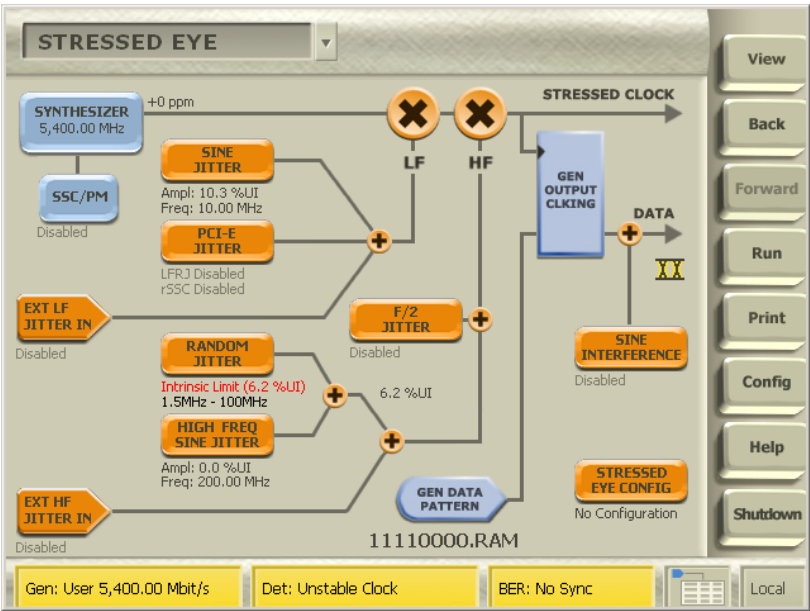 STRESSED EYE
View
Back
Forward
Run
Print
Config
Help
Shutdown
SYNTHESIZER
5,400.00 MHz
+0 ppm
STRESSED CLOCK
SSC/PM
Disabled
SINE
JITTER
Ampl: 10.3 %UI
Freq: 10.00 MHz
LF
HF
GEN
OUTPUT
CLKING
DATA
PCI-E
JITTER
LFRJ Disabled
rSSC Disabled
EXT LF
JITTER IN
Disabled
F/2
JITTER
Disabled
SINE
INTERFERENCE
Disabled
RANDOM
JITTER
Intrinsic Limit (6.2 %UI)
1.5MHz - 100MHz
6.2 %UI
HIGH FREQ
SINE JITTER
Ampl: 0.0 %UI
Freq: 200.00 MHz
EXT HF
JITTER IN
Disabled
GEN DATA
PATTERN
11110000.RAM
STRESSED
EYE CONFIG
No Configuration
Gen: User 5,400.00 Mbit/s
Det: Unstable Clock
BER: No Sync
Local